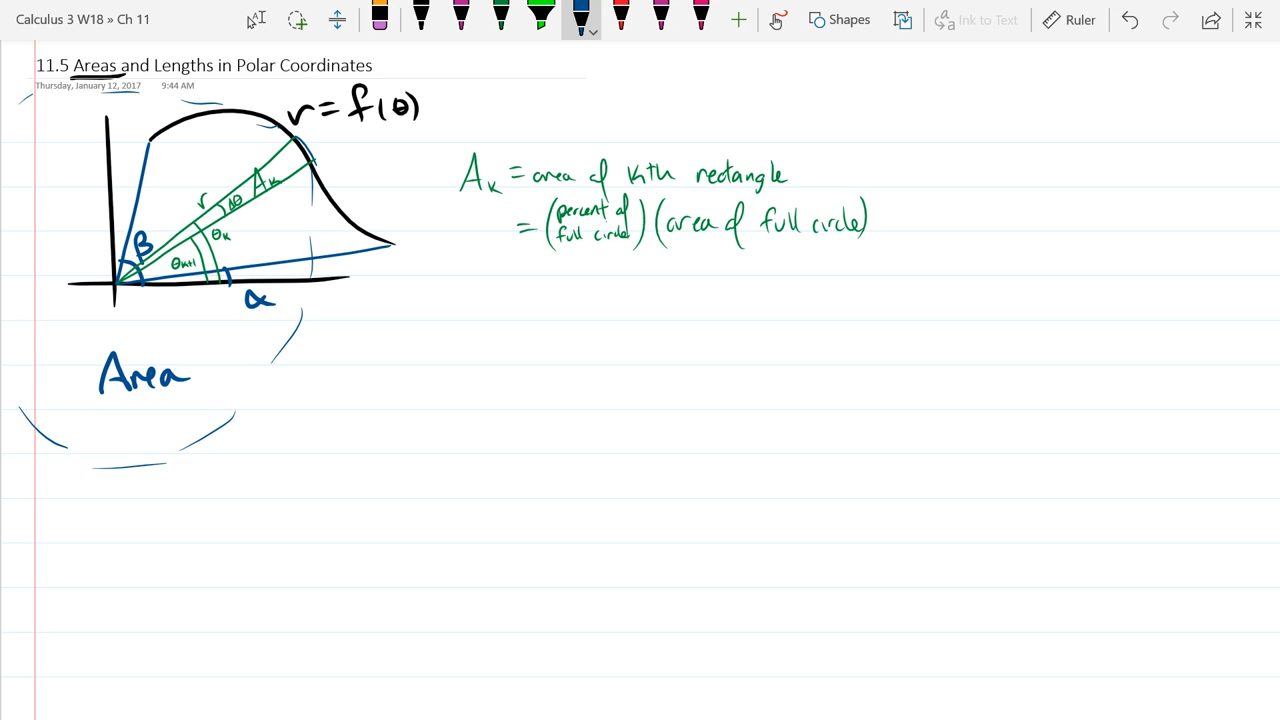 Calculus 3 W18 » Ch 11
Shapes
Ink to Text
Ruler
11.5 Areas and Lengths in Polar Coordinates
Thursday, January 12, 2017 9:44 AM
r = f(θ)
A_k = area of kth rectangle
= (percent of full circle) (area of full circle)
r Δθ A_k
β θ_k
θ_k+1
α
Area